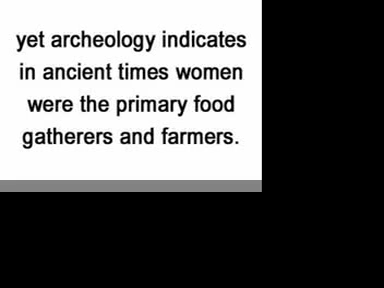 yet archeology indicates
in ancient times women
were the primary food
gatherers and farmers.